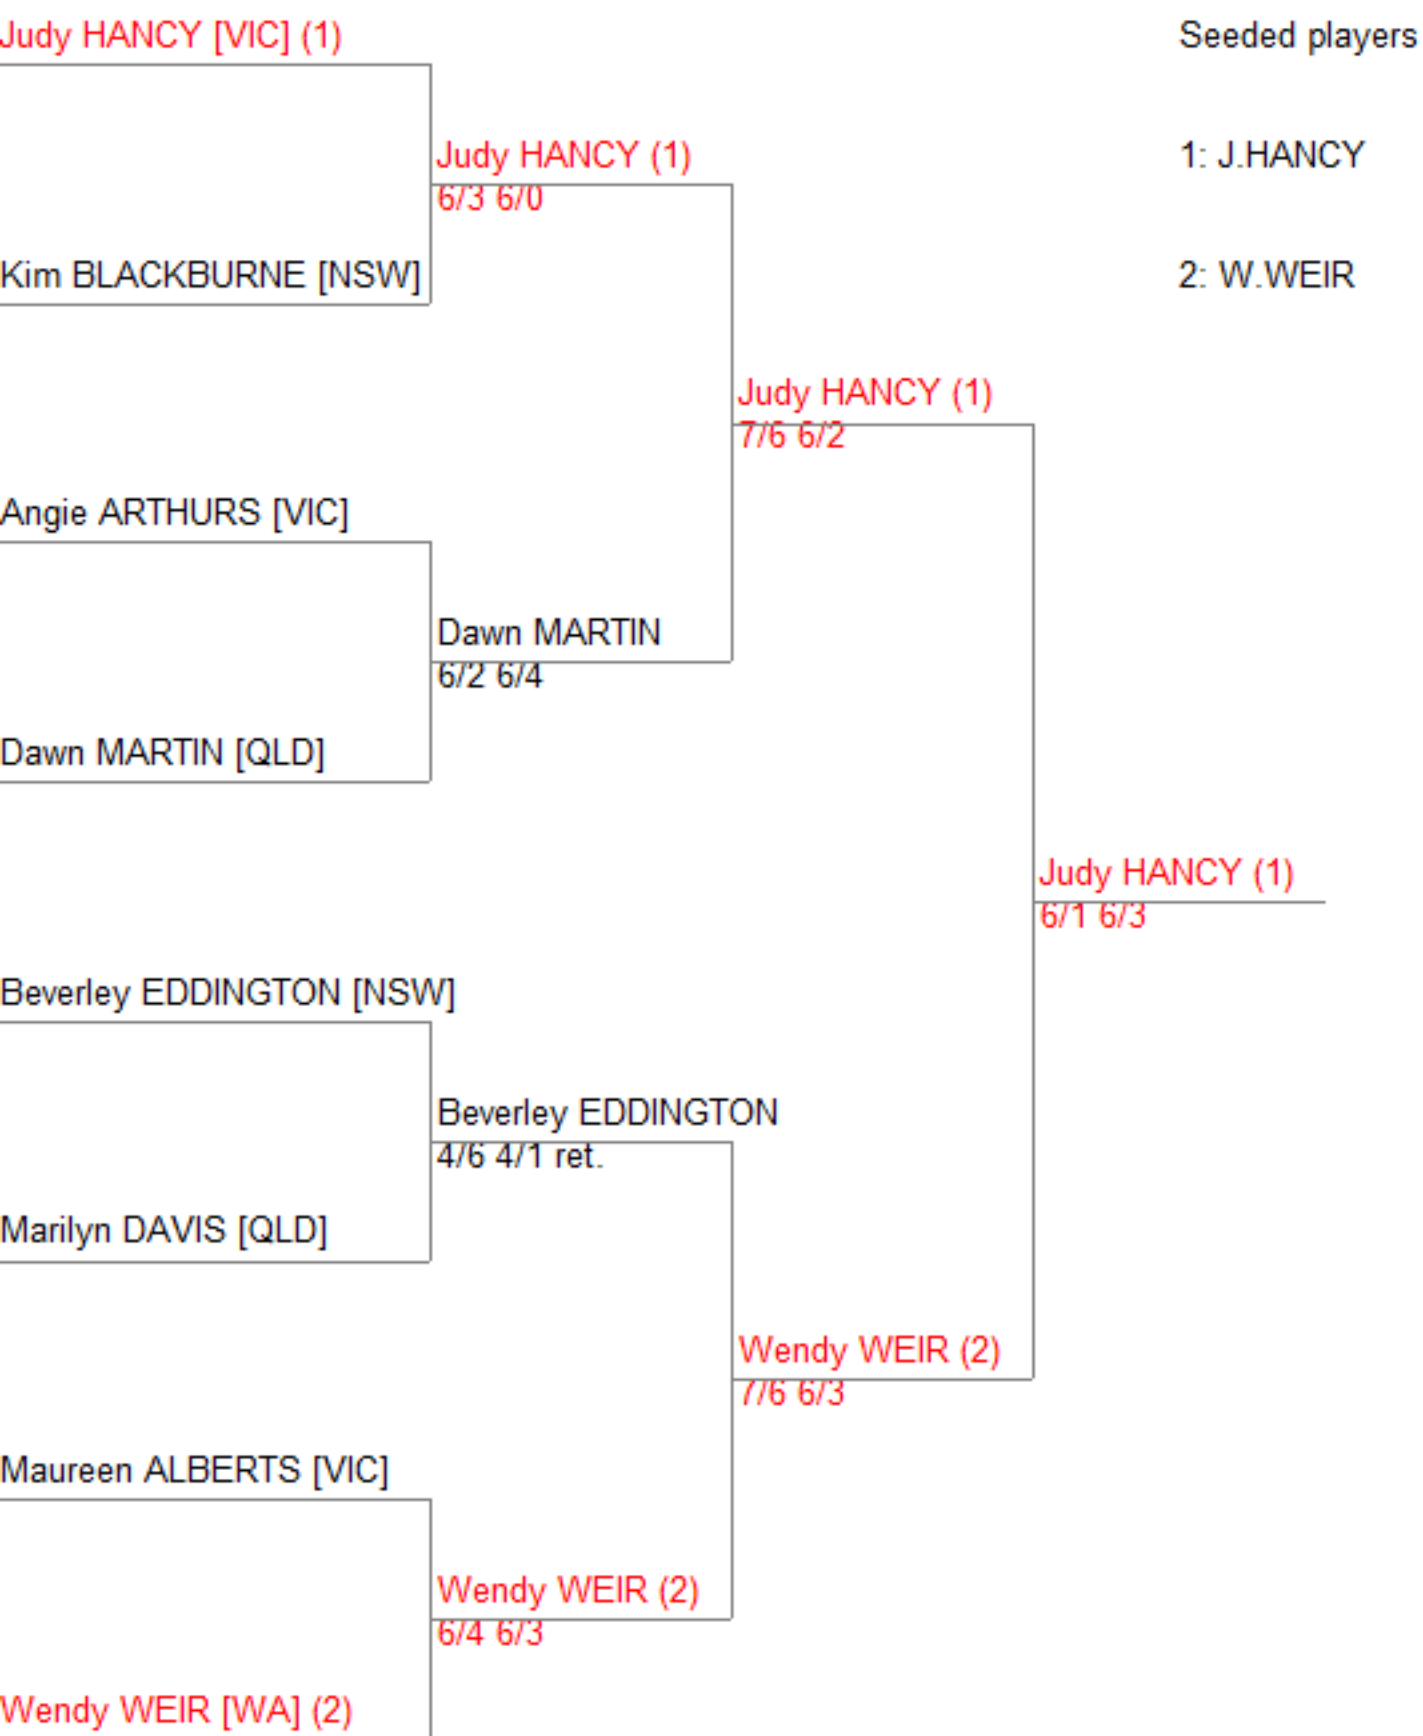 Judy HANCY [VIC] (1)
Seeded players
Judy HANCY (1)
6/3 6/0
1: J.HANCY
Kim BLACKBURNE [NSW]
2: W.WEIR
Judy HANCY (1)
7/6 6/2
Angie ARTHURS [VIC]
Dawn MARTIN
6/2 6/4
Dawn MARTIN [QLD]
Judy HANCY (1)
6/1 6/3
Beverley EDDINGTON [NSW]
Beverley EDDINGTON
4/6 4/1 ret.
Marilyn DAVIS [QLD]
Wendy WEIR (2)
7/6 6/3
Maureen ALBERTS [VIC]
Wendy WEIR (2)
6/4 6/3
Wendy WEIR [WA] (2)